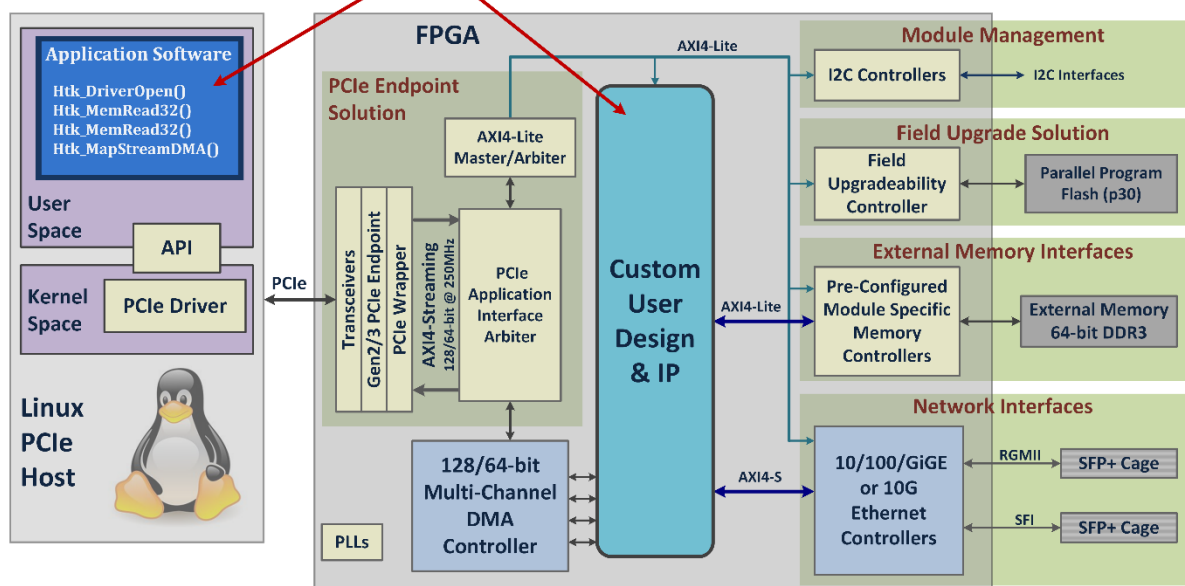 Application Software
Htk_DriverOpen()
Htk_MemRead32()
Htk_MemRead32()
Htk_MapStreamDMA()
User
Space
API
Kernel
Space
PCIe Driver
Linux
PCIe
Host
PCIe
FPGA
PCIe Endpoint
Solution
AXI4-Lite
Master/Arbiter
Transceivers
Gen2/3 PCIe Endpoint
PCIe Wrapper
AXI4-Streaming
128/64-bit @ 250MHz
PCIe
Application
Interface
Arbiter
128/64-bit
Multi-Channel
DMA
Controller
PLLs
Custom
User
Design
& IP
AXI4-Lite
AXI4-Lite
AXI4-S
Module Management
I2C Controllers
I2C Interfaces
Field Upgrade Solution
Field
Upgradeability
Controller
Parallel Program
Flash (p30)
External Memory Interfaces
Pre-Configured
Module Specific
Memory
Controllers
External Memory
64-bit DDR3
Network Interfaces
10/100/GiGE
or 10G
Ethernet
Controllers
RGMII
SFP+ Cage
SFI
SFP+ Cage